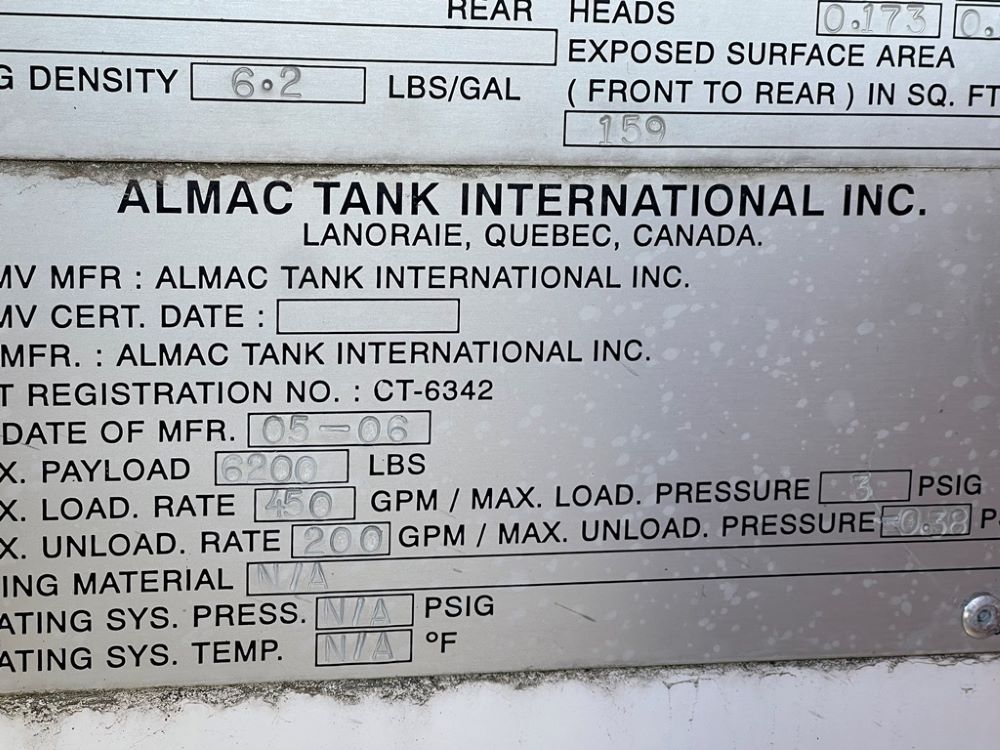 REAR HEADS 0.173 0.
EXPOSED SURFACE AREA
G DENSITY 6.2 LBS/GAL ( FRONT TO REAR ) IN SQ. FT
159
ALMAC TANK INTERNATIONAL INC.
LANORAIE, QUEBEC, CANADA.
MV MFR : ALMAC TANK INTERNATIONAL INC.
MV CERT. DATE :
MFR. : ALMAC TANK INTERNATIONAL INC.
T REGISTRATION NO. : CT-6342
DATE OF MFR. 05-06
X. PAYLOAD 6200 LBS
X. LOAD. RATE 450 GPM / MAX. LOAD. PRESSURE 3 PSIG
X. UNLOAD. RATE 200 GPM / MAX. UNLOAD. PRESSURE -0.38 P
ING MATERIAL N/A
ATING SYS. PRESS. N/A PSIG
ATING SYS. TEMP. N/A °F